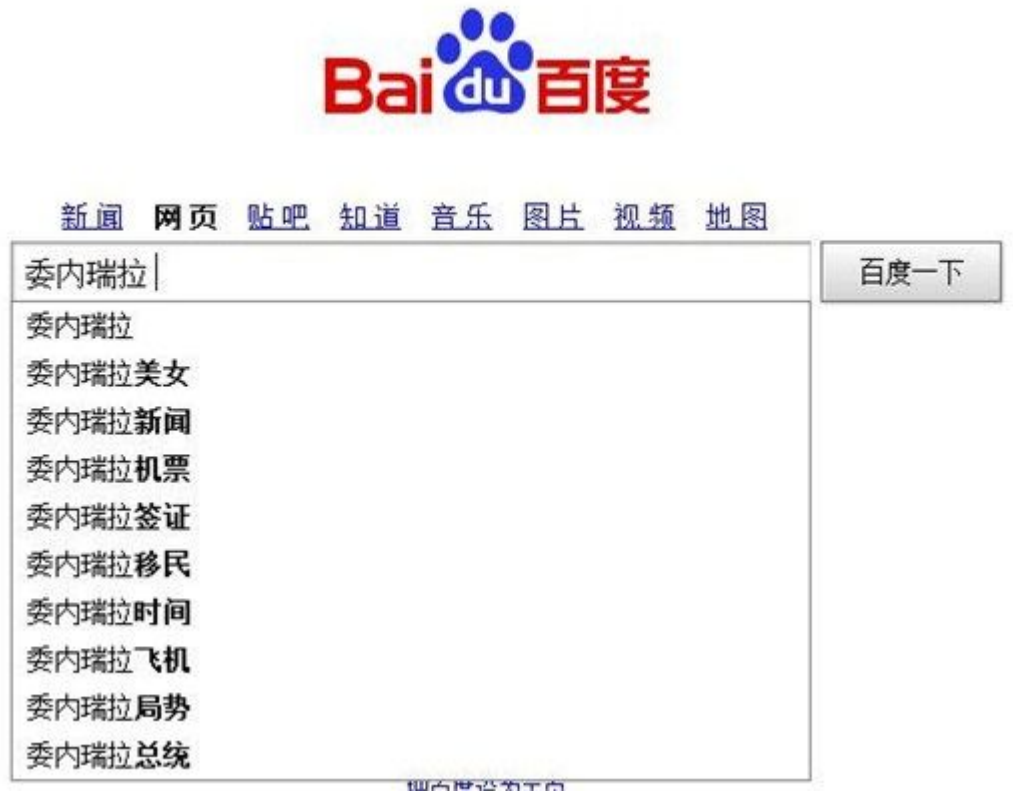 Bai du 百度
新闻 网页 贴吧 知道 音乐 图片 视频 地图
委内瑞拉 百度一下
委内瑞拉
委内瑞拉美女
委内瑞拉新闻
委内瑞拉机票
委内瑞拉签证
委内瑞拉移民
委内瑞拉时间
委内瑞拉飞机
委内瑞拉局势
委内瑞拉总统